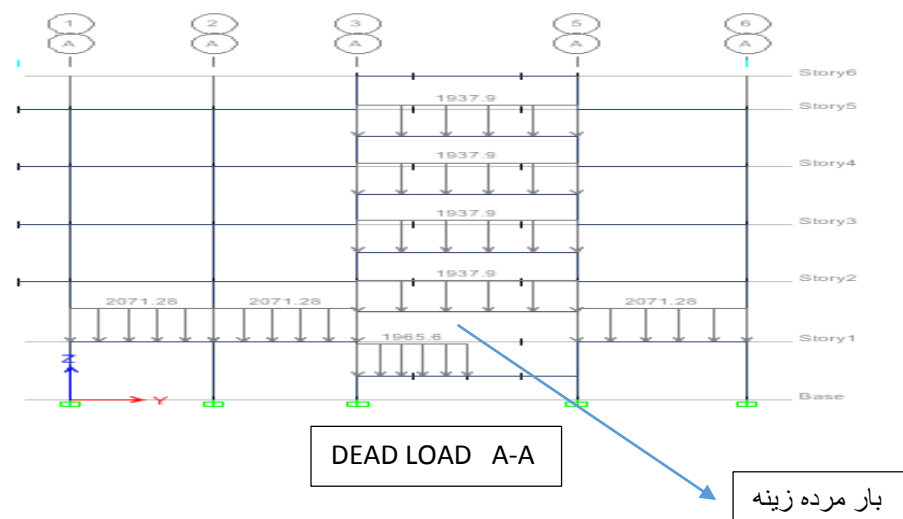 1 2 3 5 6
A A A A A
Story6
1937.9
Story5
1937.9
Story4
1937.9
Story3
1937.9
Story2
2071.28 2071.28 2071.28
1965.6
Story1
Z
Y
Base
DEAD LOAD A-A
بار مرده زینه